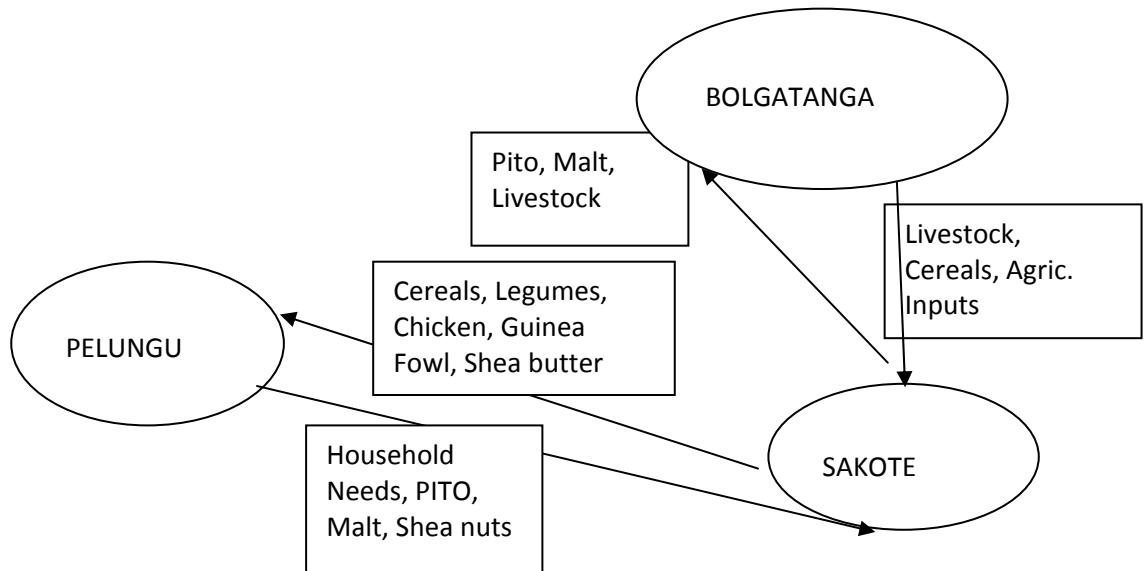 BOLGATANGA
Pito, Malt,
Livestock
Livestock,
Cereals, Agric.
Inputs
Cereals, Legumes,
Chicken, Guinea
Fowl, Shea butter
PELUNGU
Household
Needs, PITO,
Malt, Shea nuts
SAKOTE